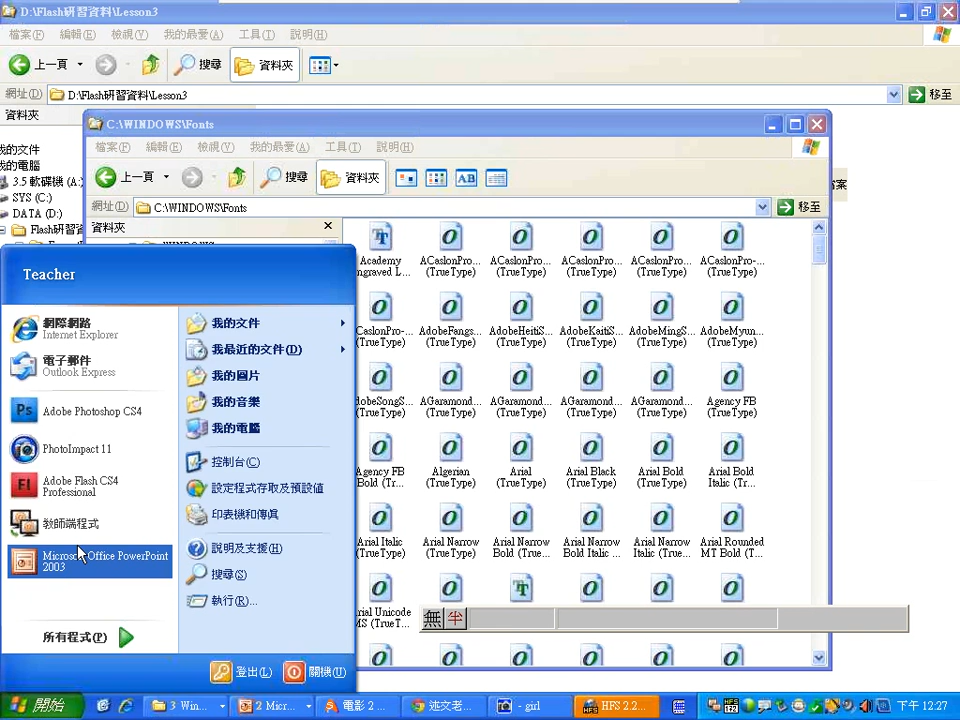 D:\Flash研習資料\Lesson3
檔案(F) 編輯(E) 檢視(V) 我的最愛(A) 工具(T) 說明(H)
上一頁 搜尋 資料夾
網址(D) D:\Flash研習資料\Lesson3 移至
資料夾
我的文件
我的電腦
3.5 軟碟機 (A:)
SYS (C:)
DATA (D:)
Flash研習資
C:\WINDOWS\Fonts
檔案(F) 編輯(E) 檢視(V) 我的最愛(A) 工具(T) 說明(H)
上一頁 搜尋 資料夾
網址(D) C:\WINDOWS\Fonts 移至
資料夾
檔案
Academy Engraved L... ACaslonPro... (TrueType) ACaslonPro... (TrueType) ACaslonPro... (TrueType) ACaslonPro... (TrueType) ACaslonPro-... (TrueType)
CaslonPro-... (TrueType) AdobeFangs... (TrueType) AdobeHeitiS... (TrueType) AdobeKaitiS... (TrueType) AdobeMingS... (TrueType) AdobeMyun... (TrueType)
dobeSongS... (TrueType) AGaramond... (TrueType) AGaramond... (TrueType) AGaramond... (TrueType) AGaramond... (TrueType) Agency FB (TrueType)
Agency FB Bold (Tr... Algerian (TrueType) Arial (TrueType) Arial Black (TrueType) Arial Bold (TrueType) Arial Bold Italic (Tr...
Arial Italic (TrueType) Arial Narrow (TrueType) Arial Narrow Bold (True... Arial Narrow Bold Italic ... Arial Narrow Italic (True... Arial Rounded MT Bold (T...
rial Unicode MS (TrueT...
無 半
Teacher
網際網路
Internet Explorer
電子郵件
Outlook Express
Adobe Photoshop CS4
PhotoImpact 11
Adobe Flash CS4
Professional
教師端程式
Microsoft Office PowerPoint
2003
所有程式(P)
我的文件
我最近的文件(D)
我的圖片
我的音樂
我的電腦
控制台(C)
設定程式存取及預設值
印表機和傳真
說明及支援(H)
搜尋(S)
執行(R)...
登出(L) 關機(U)
開始 3 Win... 2 Micr... 電影 2 ... - girl HFS 2.2... 下午 12:27